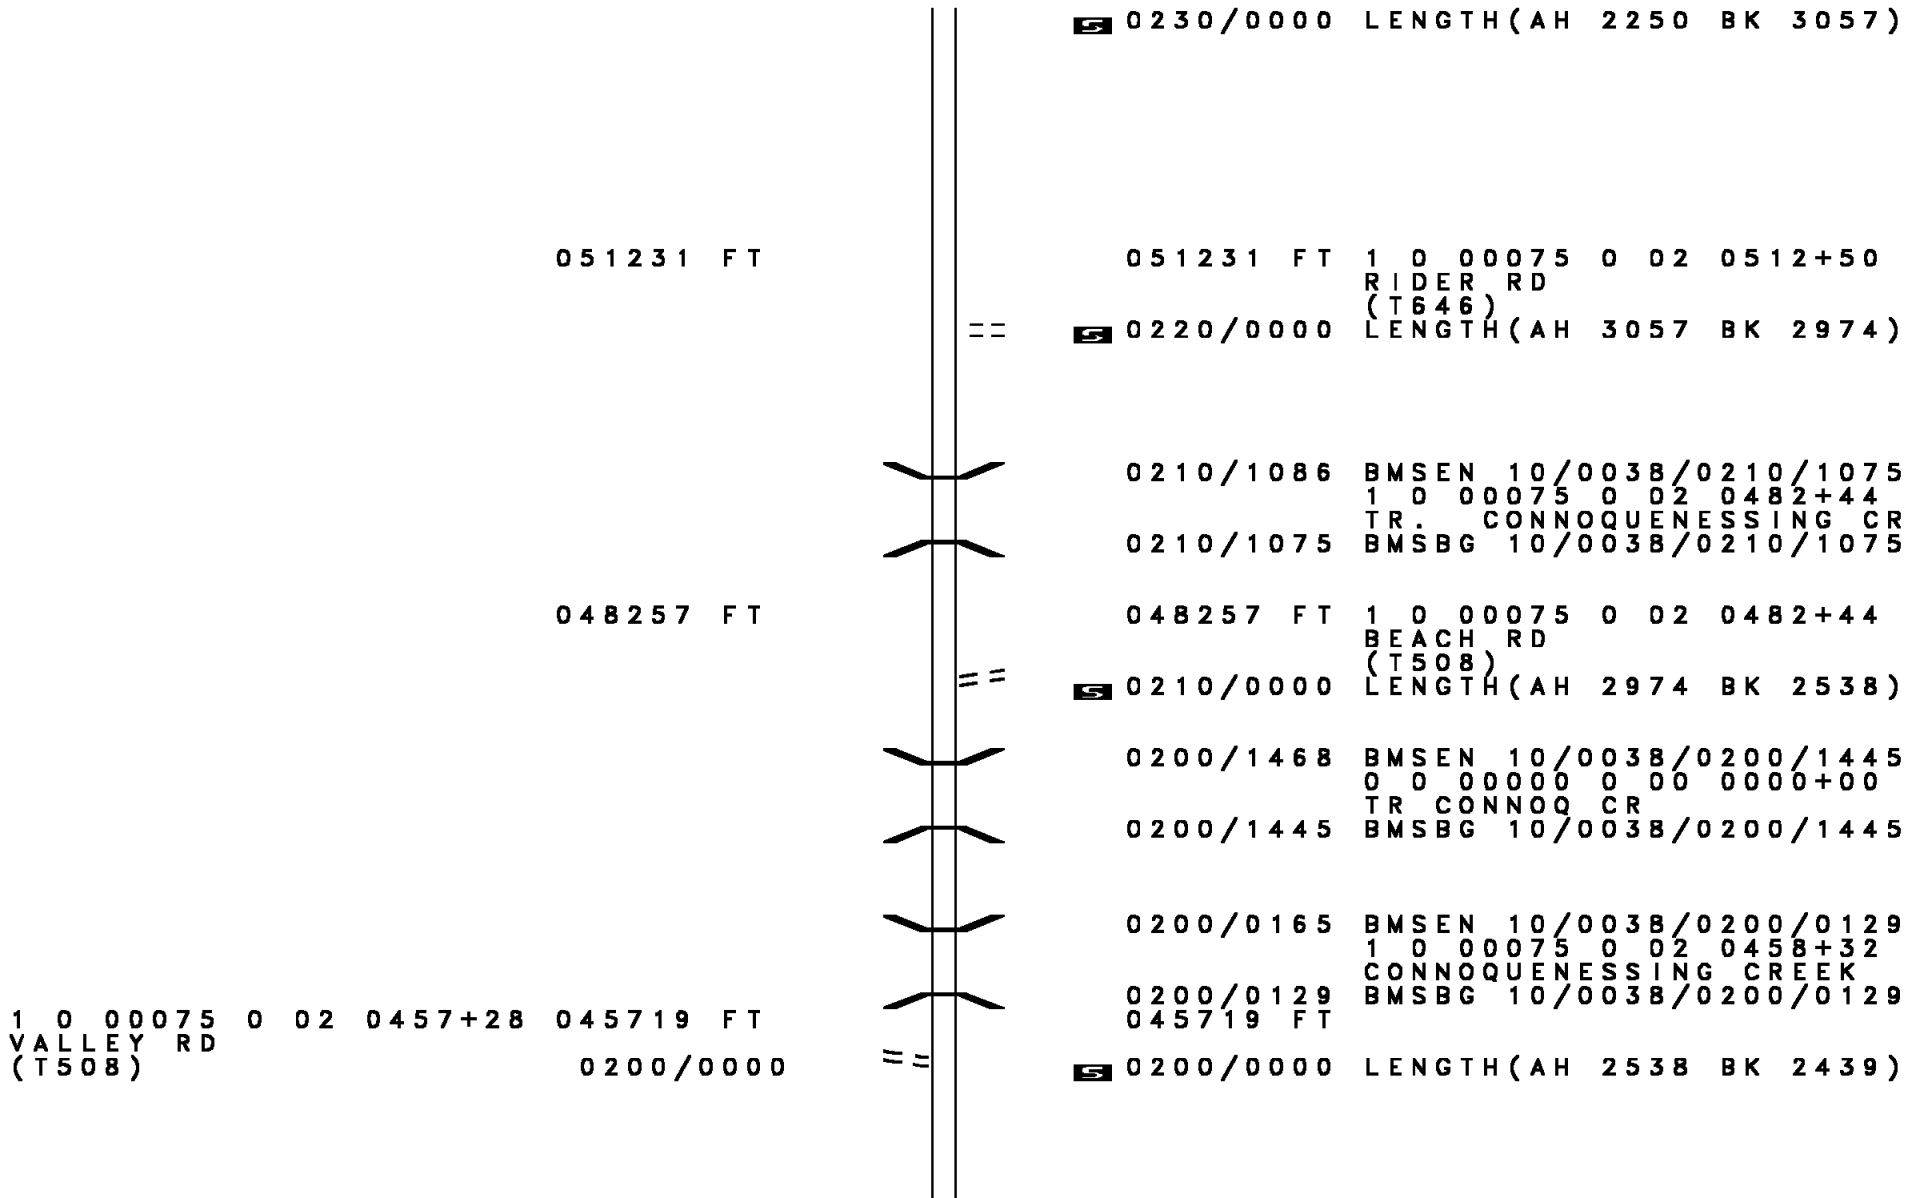 S 0230/0000 LENGTH(AH 2250 BK 3057)
051231 FT 051231 FT 1 0 00075 0 02 0512+50
RIDER RD
(T646)
S 0220/0000 LENGTH(AH 3057 BK 2974)
0210/1086 BMSEN 10/0038/0210/1075
1 0 00075 0 02 0482+44
TR. CONNOQUENESSING CR
0210/1075 BMSBG 10/0038/0210/1075
048257 FT 048257 FT 1 0 00075 0 02 0482+44
BEACH RD
(T508)
S 0210/0000 LENGTH(AH 2974 BK 2538)
0200/1468 BMSEN 10/0038/0200/1445
0 0 00000 0 00 0000+00
TR CONNOQ CR
0200/1445 BMSBG 10/0038/0200/1445
0200/0165 BMSEN 10/0038/0200/0129
1 0 00075 0 02 0458+32
CONNOQUENESSING CREEK
0200/0129 BMSBG 10/0038/0200/0129
1 0 00075 0 02 0457+28 045719 FT 045719 FT
VALLEY RD
(T508) 0200/0000 S 0200/0000 LENGTH(AH 2538 BK 2439)